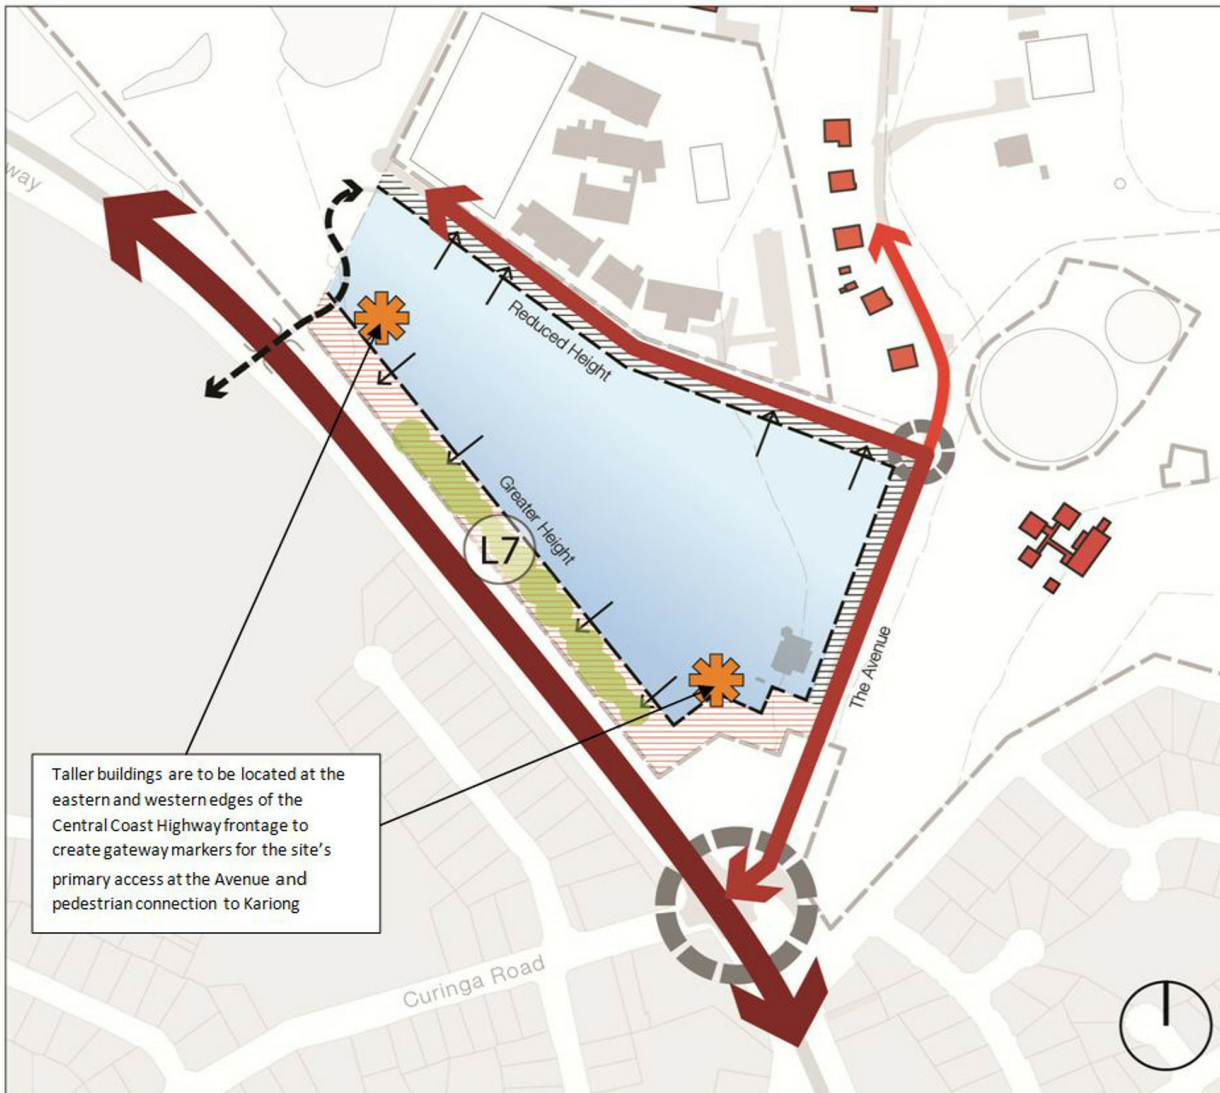 way
Reduced Height
Greater Height
L7
The Avenue
Taller buildings are to be located at the
eastern and western edges of the
Central Coast Highway frontage to
create gateway markers for the site's
primary access at the Avenue and
pedestrian connection to Kariong
Curinga Road